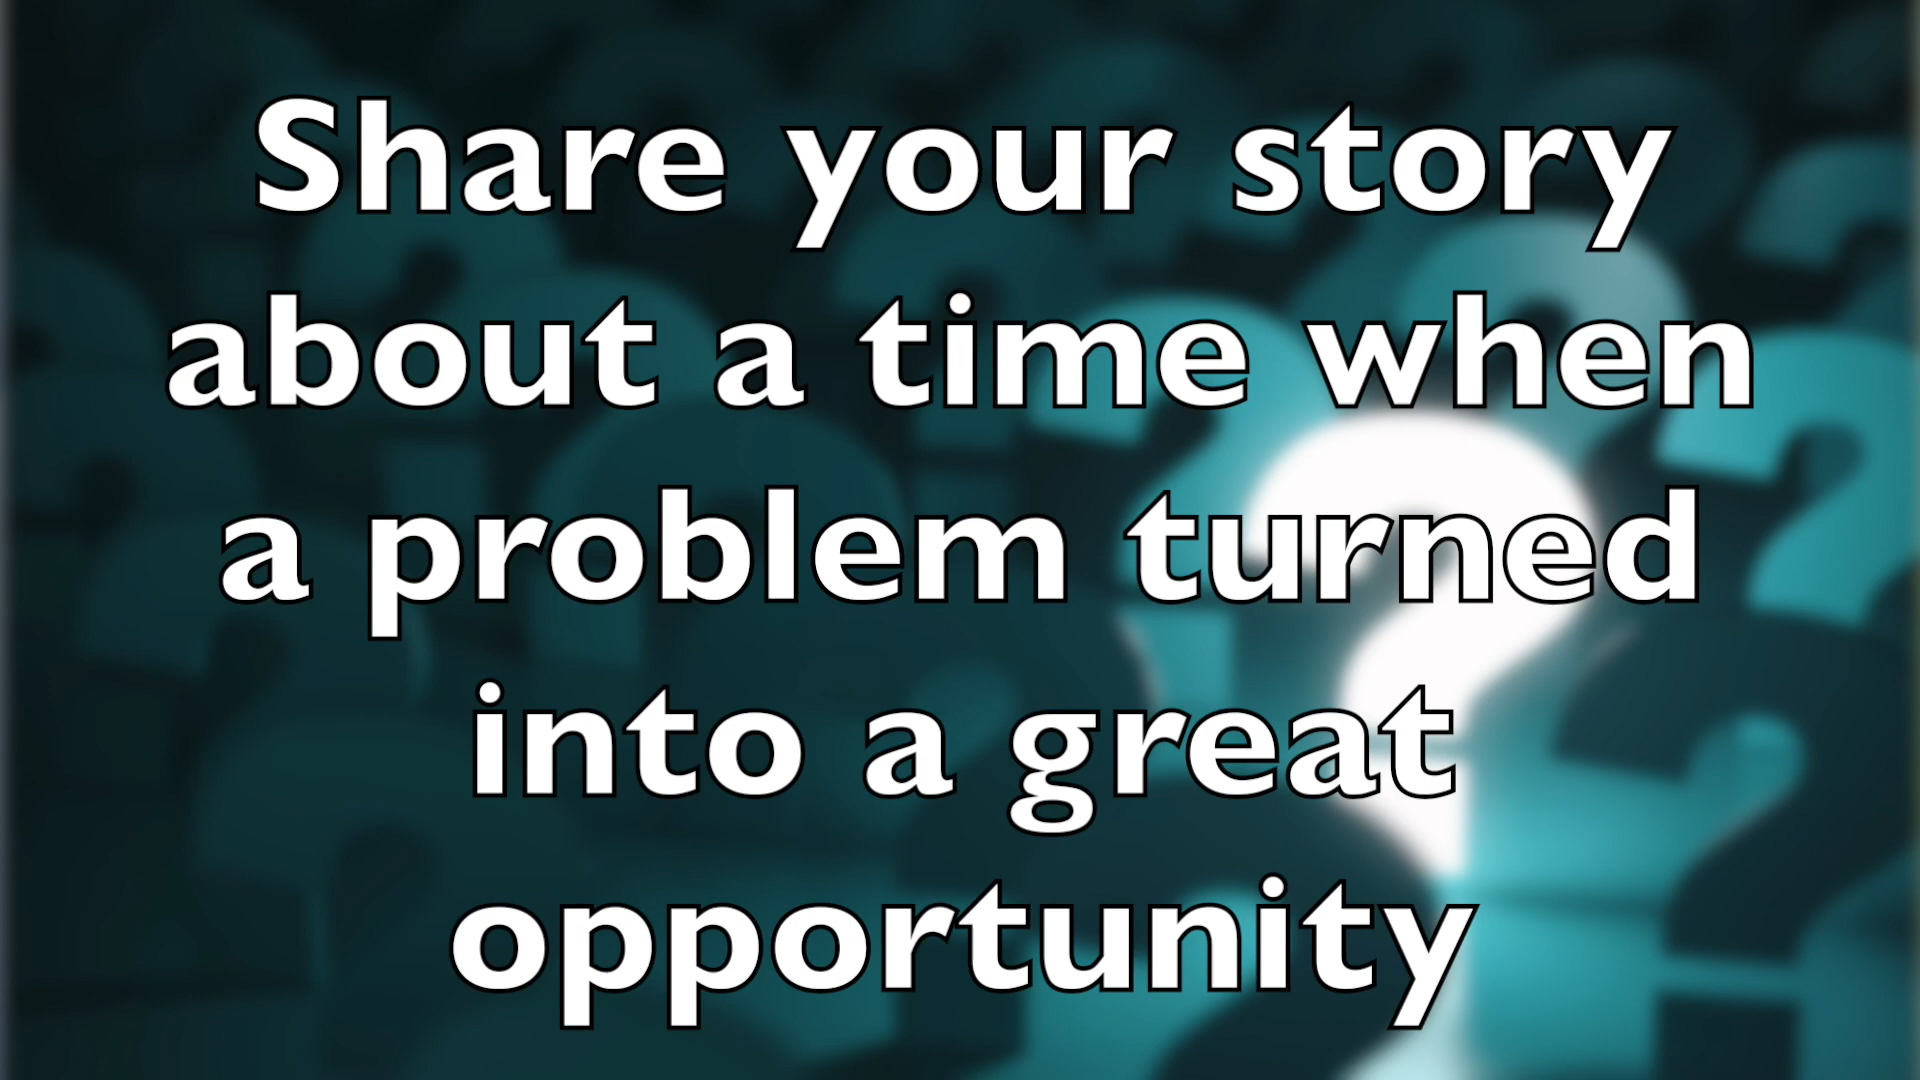 Share your story
about a time when
a problem turned
into a great
opportunity